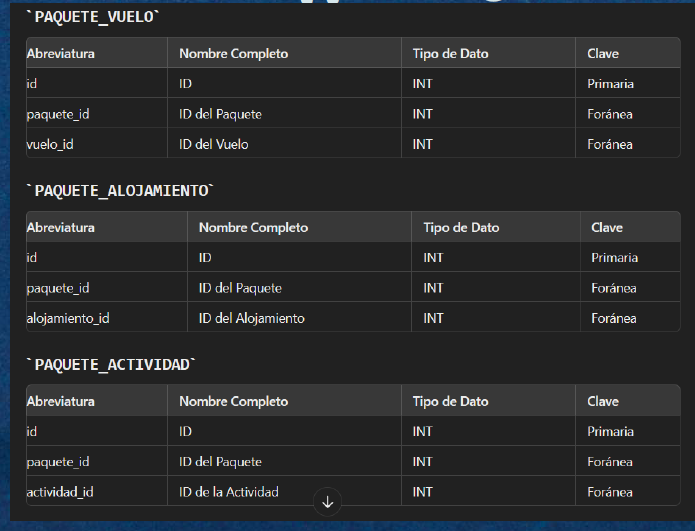 `PAQUETE_VUELO`
Abreviatura Nombre Completo Tipo de Dato Clave
id ID INT Primaria
paquete_id ID del Paquete INT Foránea
vuelo_id ID del Vuelo INT Foránea
`PAQUETE_ALOJAMIENTO`
Abreviatura Nombre Completo Tipo de Dato Clave
id ID INT Primaria
paquete_id ID del Paquete INT Foránea
alojamiento_id ID del Alojamiento INT Foránea
`PAQUETE_ACTIVIDAD`
Abreviatura Nombre Completo Tipo de Dato Clave
id ID INT Primaria
paquete_id ID del Paquete INT Foránea
actividad_id ID de la Actividad INT Foránea